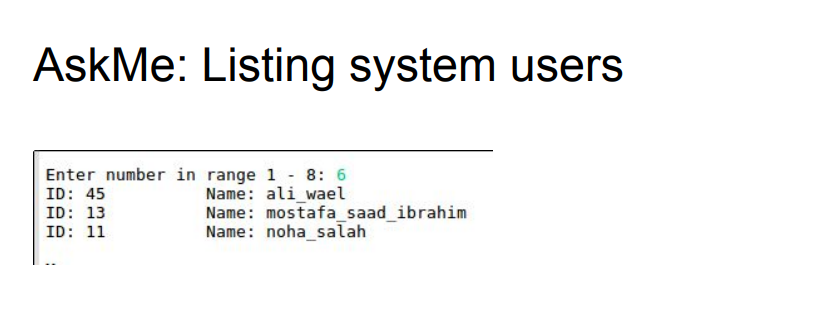 AskMe: Listing system users
Enter number in range 1 - 8: 6
ID: 45 Name: ali_wael
ID: 13 Name: mostafa_saad_ibrahim
ID: 11 Name: noha_salah